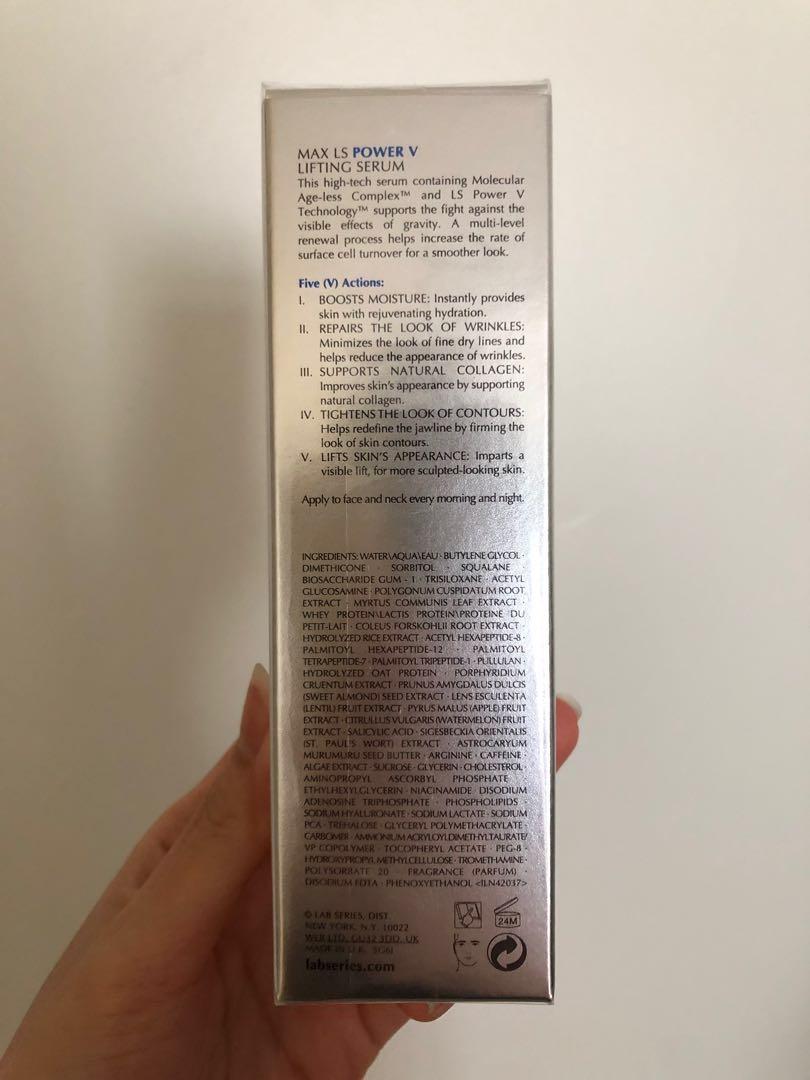 MAX LS POWER V
LIFTING SERUM
This high-tech serum containing Molecular
Age-less Complex™ and LS Power V
Technology™ supports the fight against the
visible effects of gravity. A multi-level
renewal process helps increase the rate of
surface cell turnover for a smoother look.
Five (V) Actions:
I. BOOSTS MOISTURE: Instantly provides
skin with rejuvenating hydration.
II. REPAIRS THE LOOK OF WRINKLES:
Minimizes the look of fine dry lines and
helps reduce the appearance of wrinkles.
III. SUPPORTS NATURAL COLLAGEN:
Improves skin's appearance by supporting
natural collagen.
IV. TIGHTENS THE LOOK OF CONTOURS:
Helps redefine the jawline by firming the
look of skin contours.
V. LIFTS SKIN'S APPEARANCE: Imparts a
visible lift, for more sculpted-looking skin.
Apply to face and neck every morning and night.
INGREDIENTS: WATER\AQUA\EAU · BUTYLENE GLYCOL ·
DIMETHICONE · SORBITOL · SQUALANE ·
BIOSACCHARIDE GUM - 1 · TRISILOXANE · ACETYL
GLUCOSAMINE · POLYGONUM CUSPIDATUM ROOT
EXTRACT · MYRTUS COMMUNIS LEAF EXTRACT ·
WHEY PROTEIN\LACTIS PROTEIN\PROTEINE DU
PETIT-LAIT · COLEUS FORSKOHLII ROOT EXTRACT ·
HYDROLYZED RICE EXTRACT · ACETYL HEXAPEPTIDE-8 ·
PALMITOYL HEXAPEPTIDE-12 · PALMITOYL
TETRAPEPTIDE-7 · PALMITOYL TRIPEPTIDE-1 · PULLULAN ·
HYDROLYZED OAT PROTEIN · PORPHYRIDIUM
CRUENTUM EXTRACT · PRUNUS AMYGDALUS DULCIS
(SWEET ALMOND) SEED EXTRACT · LENS ESCULENTA
(LENTIL) FRUIT EXTRACT · PYRUS MALUS (APPLE) FRUIT
EXTRACT · CITRULLUS VULGARIS (WATERMELON) FRUIT
EXTRACT · SALICYLIC ACID · SIGESBECKIA ORIENTALIS
(ST. PAUL'S WORT) EXTRACT · ASTROCARYUM
MURUMURU SEED BUTTER · ARGININE · CAFFEINE ·
ALGAE EXTRACT · SUCROSE · GLYCERIN · CHOLESTEROL ·
AMINOPROPYL ASCORBYL PHOSPHATE ·
ETHYLHEXYLGLYCERIN · NIACINAMIDE · DISODIUM
ADENOSINE TRIPHOSPHATE · PHOSPHOLIPIDS ·
SODIUM HYALURONATE · SODIUM LACTATE · SODIUM
PCA · TREHALOSE · GLYCERYL POLYMETHACRYLATE ·
CARBOMER · AMMONIUM ACRYLOYLDIMETHYLTAURATE/
VP COPOLYMER · TOCOPHERYL ACETATE · PEG-8 ·
HYDROXYPROPYL METHYLCELLULOSE · TROMETHAMINE ·
POLYSORBATE 20 · FRAGRANCE (PARFUM) ·
DISODIUM EDTA · PHENOXYETHANOL <ILN42037>
© LAB SERIES, DIST.
NEW YORK, N.Y. 10022
WER LTD, GU32 3DD, UK
MADE IN U.K.
labseries.com
24M